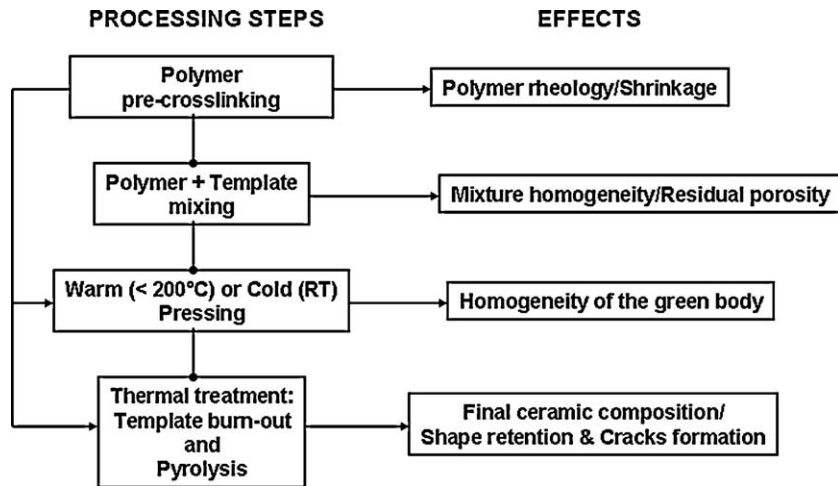 PROCESSING STEPS
EFFECTS
Polymer
pre-crosslinking
Polymer rheology/Shrinkage
Polymer + Template
mixing
Mixture homogeneity/Residual porosity
Warm (< 200°C) or Cold (RT)
Pressing
Homogeneity of the green body
Thermal treatment:
Template burn-out
and
Pyrolysis
Final ceramic composition/
Shape retention & Cracks formation